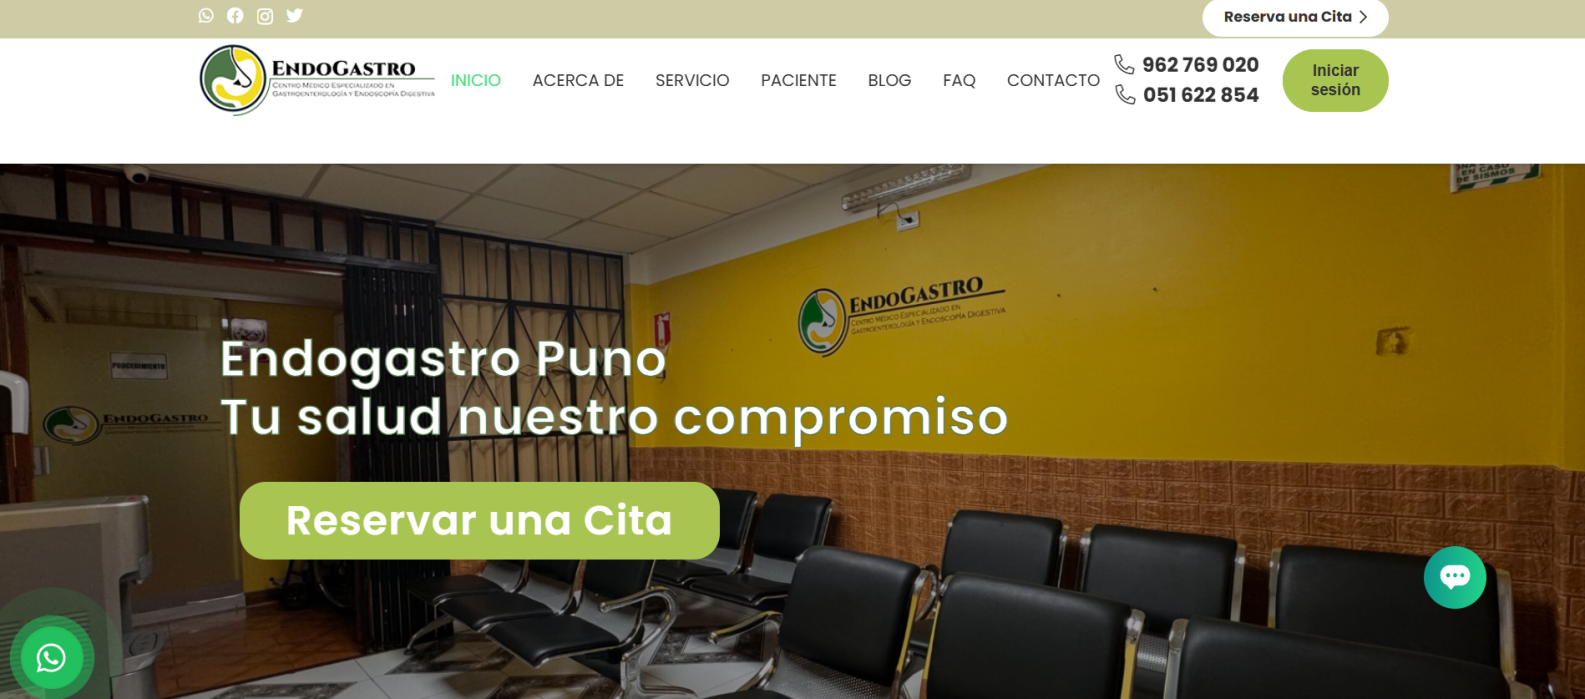 Reserva una Cita
ENDOGASTRO
CENTRO MÉDICO ESPECIALIZADO EN
GASTROENTEROLOGÍA Y ENDOSCOPÍA DIGESTIVA
INICIO
ACERCA DE
SERVICIO
PACIENTE
BLOG
FAQ
CONTACTO
962 769 020
051 622 854
Iniciar
sesión
EN CASO
DE SISMOS
ENDOGASTRO
CENTRO MÉDICO ESPECIALIZADO EN
GASTROENTEROLOGÍA Y ENDOSCOPÍA DIGESTIVA
PROCEDIMIENTO
ENDOGASTRO
Endogastro Puno
Tu salud nuestro compromiso
Reservar una Cita